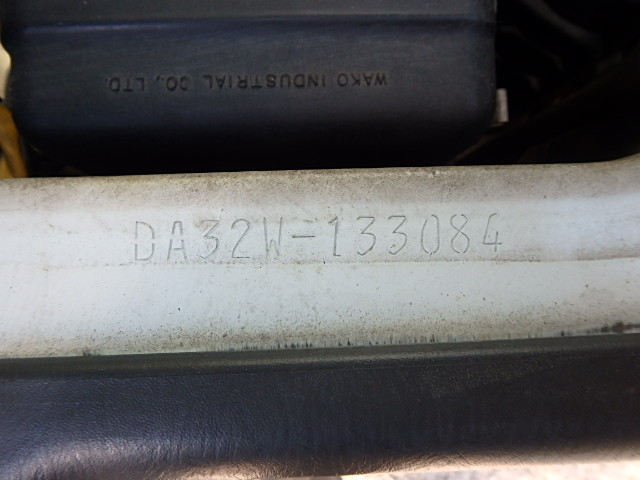 WAKO INDUSTRIAL CO., LTD.
DA32W-133084